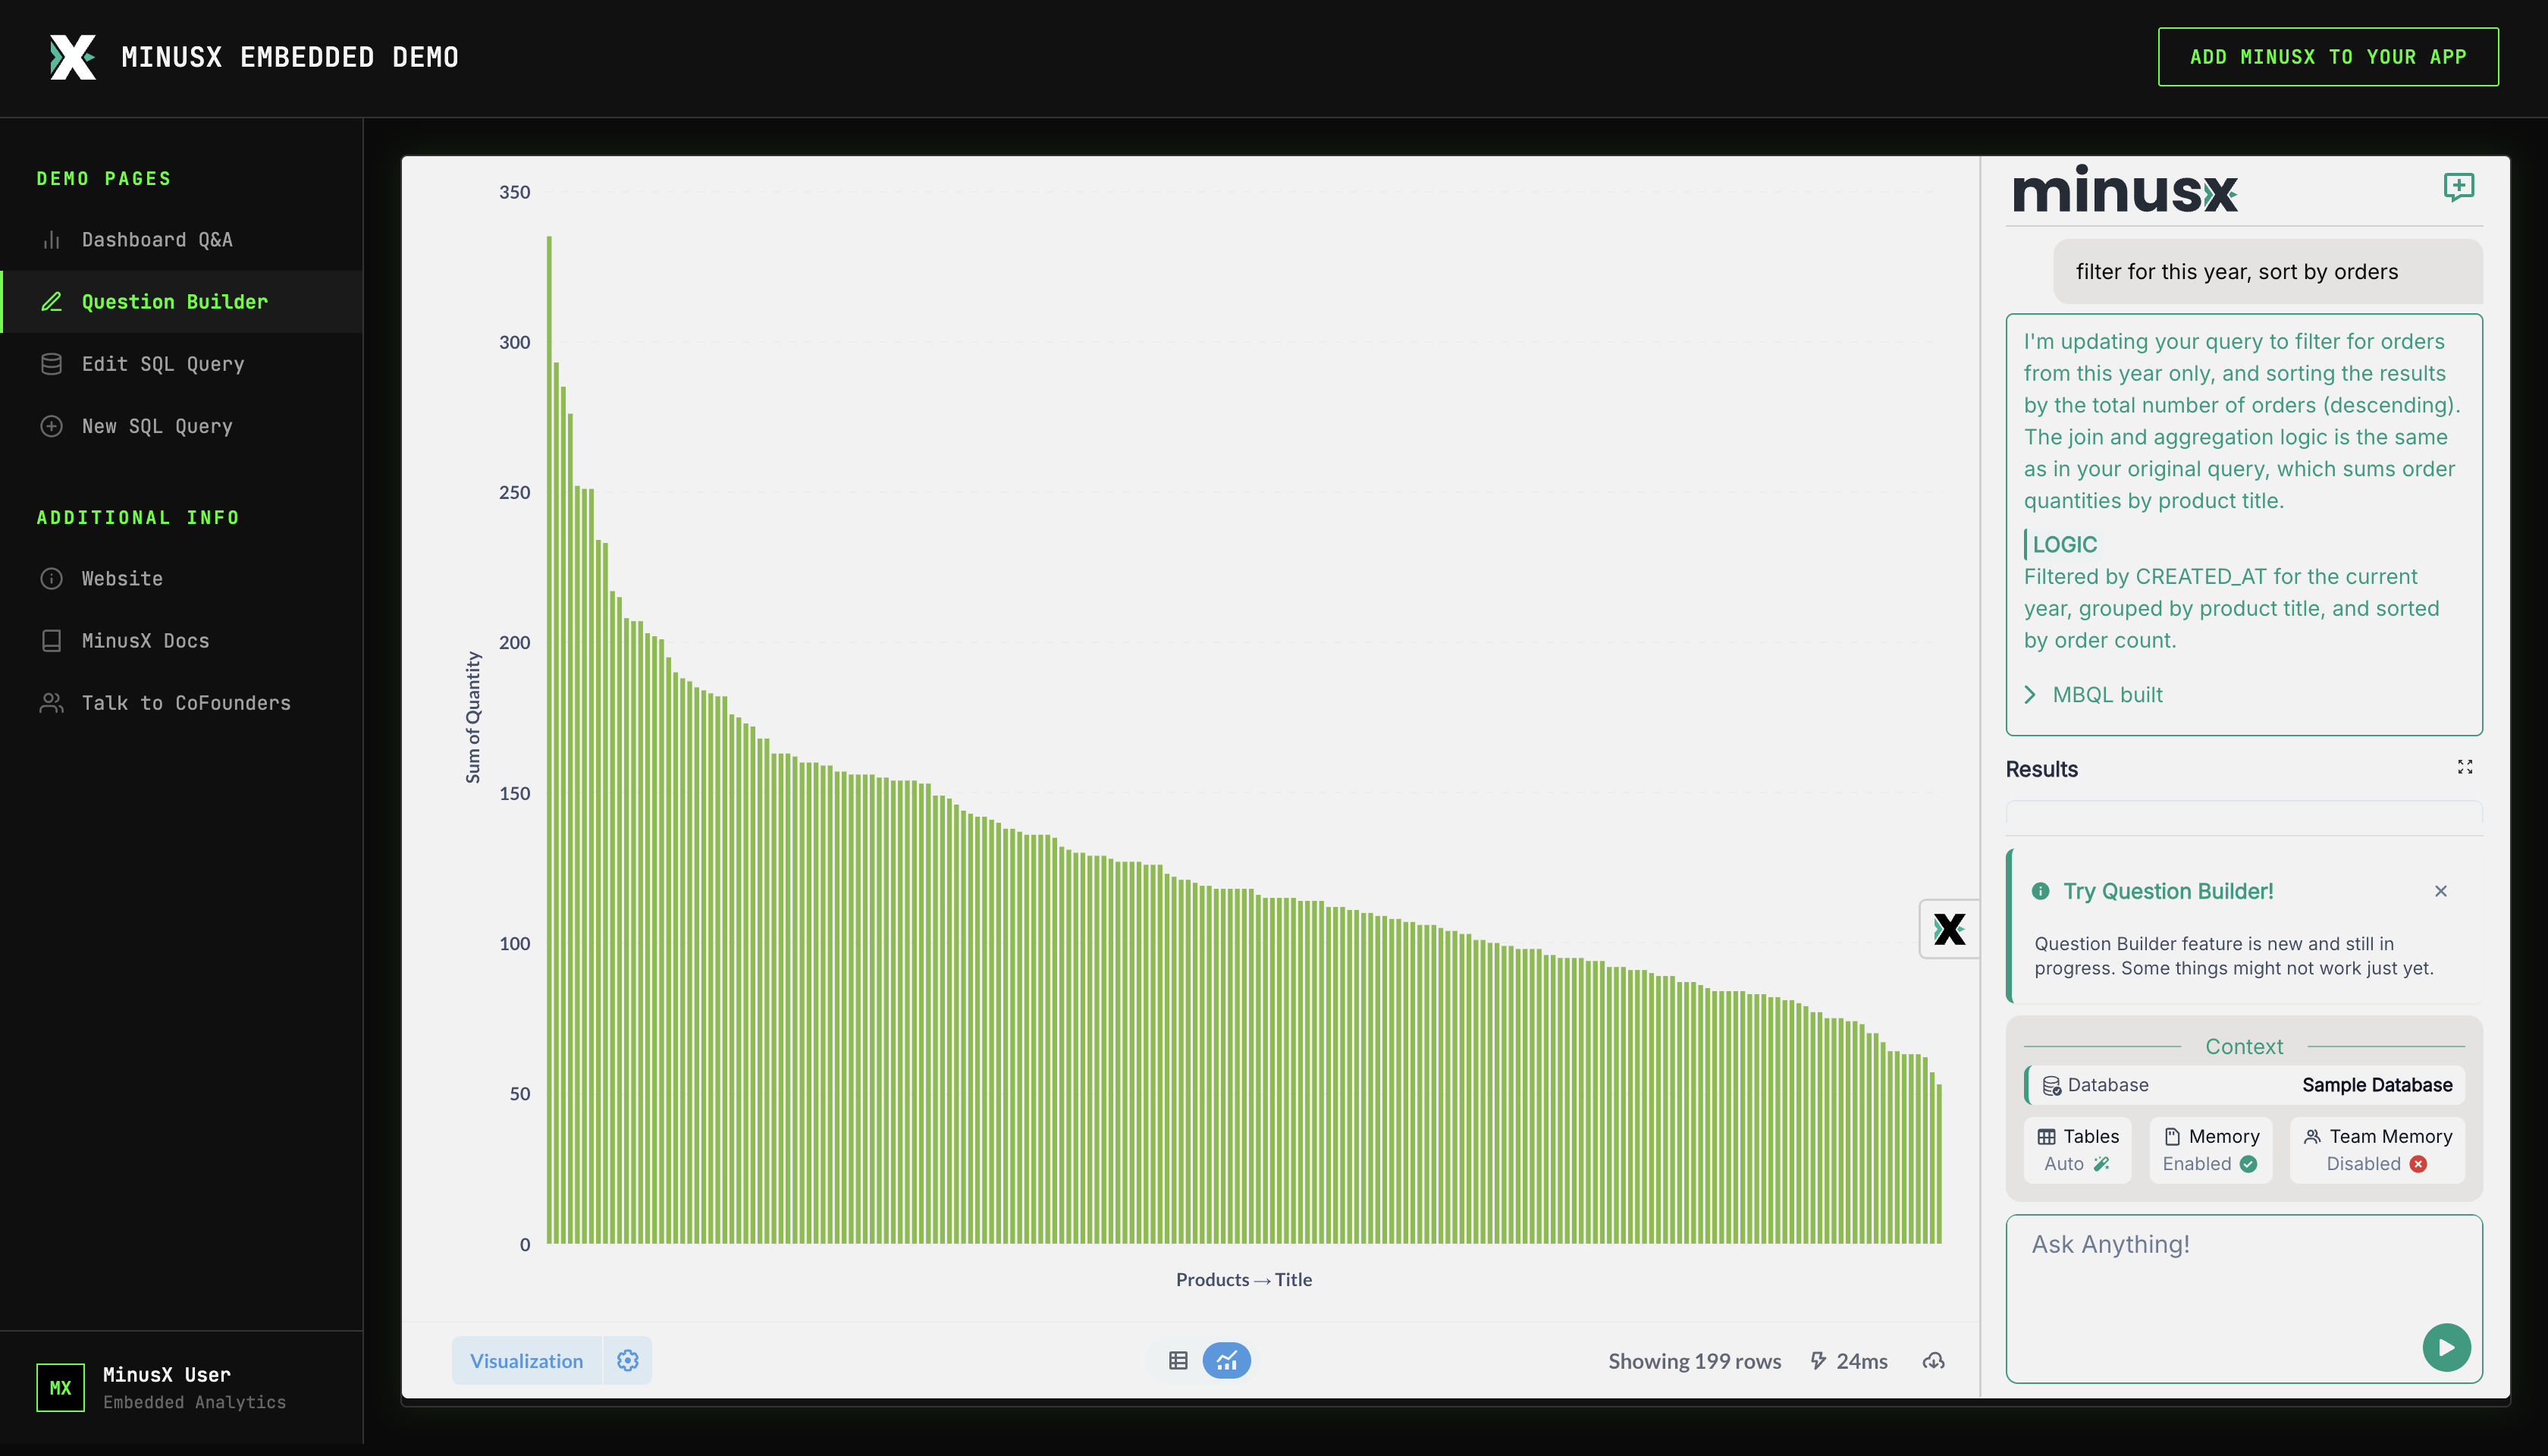 MINUSX EMBEDDED DEMO
ADD MINUSX TO YOUR APP
DEMO PAGES
Dashboard Q&A
Question Builder
Edit SQL Query
New SQL Query
ADDITIONAL INFO
Website
MinusX Docs
Talk to CoFounders
MX
MinusX User
Embedded Analytics
350
300
250
200
150
100
50
0
Sum of Quantity
Products → Title
Visualization
Showing 199 rows
24ms
minusx
filter for this year, sort by orders
I'm updating your query to filter for orders
from this year only, and sorting the results
by the total number of orders (descending).
The join and aggregation logic is the same
as in your original query, which sums order
quantities by product title.
LOGIC
Filtered by CREATED_AT for the current
year, grouped by product title, and sorted
by order count.
MBQL built
Results
Try Question Builder!
Question Builder feature is new and still in
progress. Some things might not work just yet.
Context
Database Sample Database
Tables Memory Team Memory
Auto Enabled Disabled
Ask Anything!